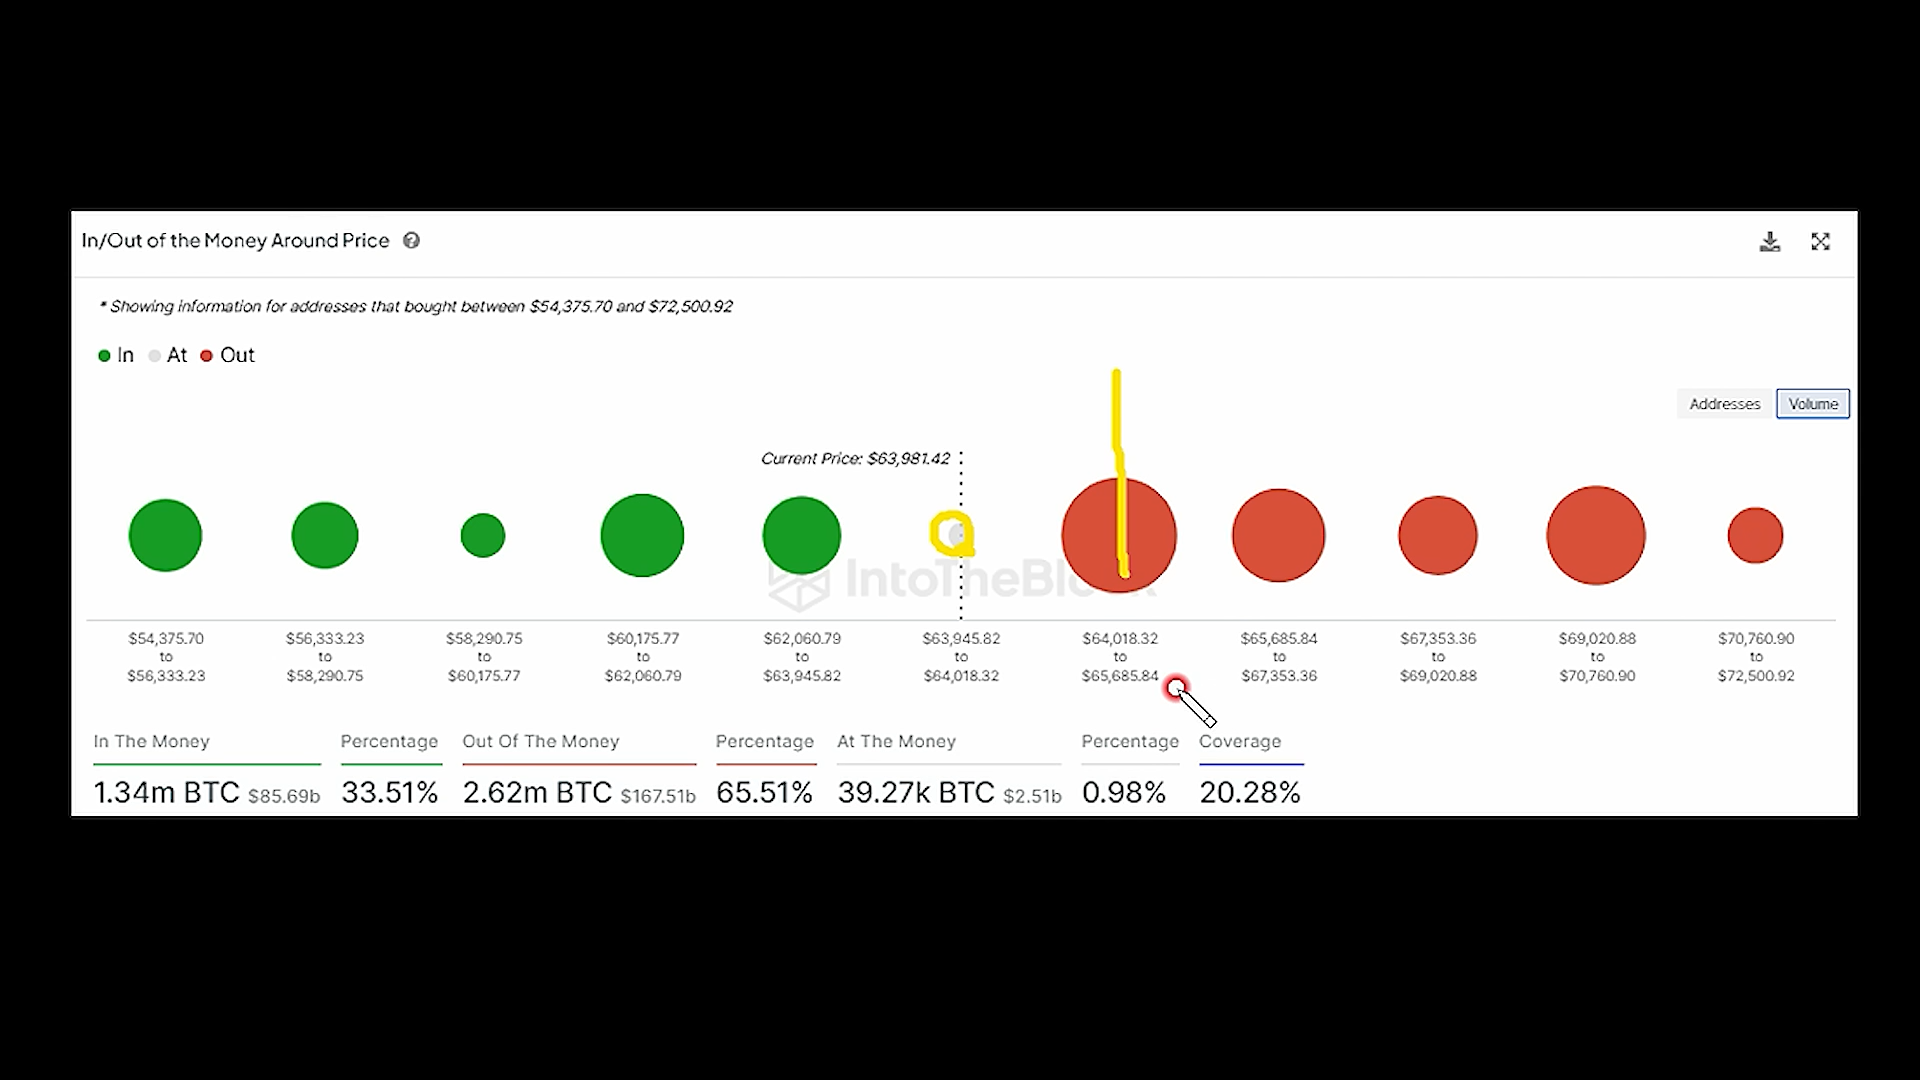 In/Out of the Money Around Price
* Showing information for addresses that bought between $54,375.70 and $72,500.92
In At Out
Addresses Volume
Current Price: $63,981.42
IntoTheBlo
$54,375.70 to $56,333.23
$56,333.23 to $58,290.75
$58,290.75 to $60,175.77
$60,175.77 to $62,060.79
$62,060.79 to $63,945.82
$63,945.82 to $64,018.32
$64,018.32 to $65,685.84
$65,685.84 to $67,353.36
$67,353.36 to $69,020.88
$69,020.88 to $70,760.90
$70,760.90 to $72,500.92
In The Money Percentage Out Of The Money Percentage At The Money Percentage Coverage
1.34m BTC $85.69b 33.51% 2.62m BTC $167.51b 65.51% 39.27k BTC $2.51b 0.98% 20.28%